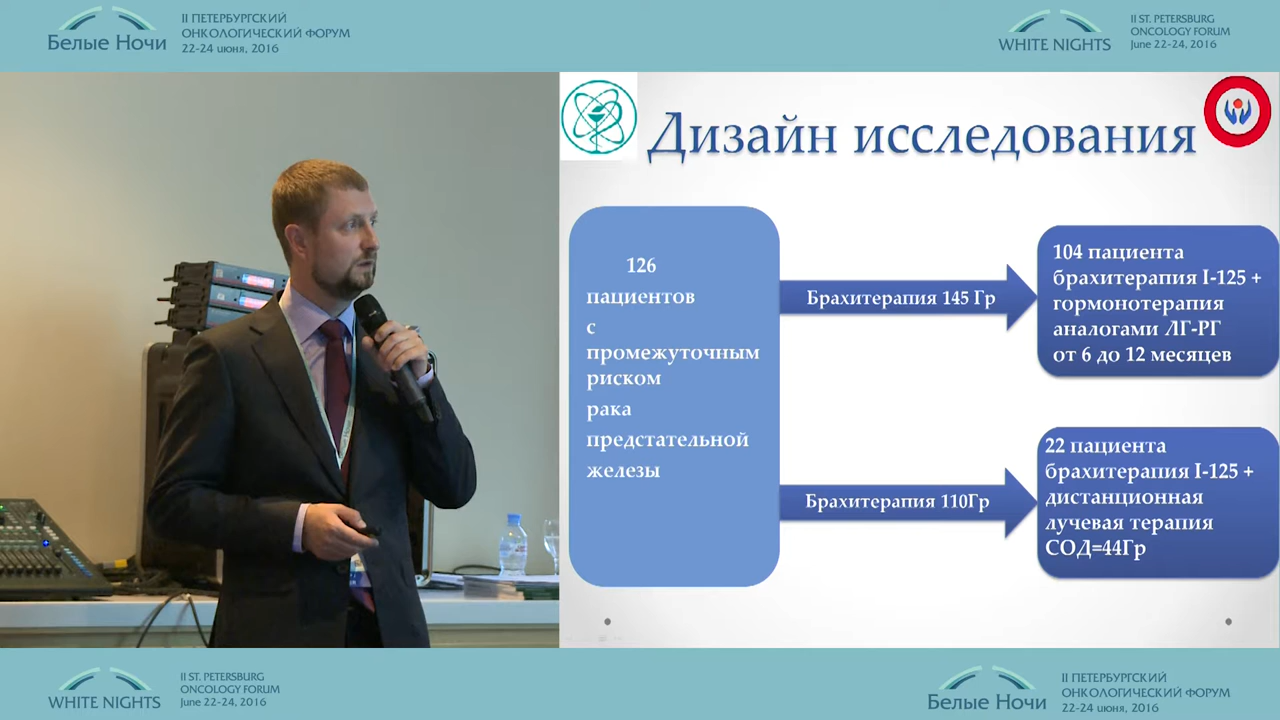 Белые Ночи
II ПЕТЕРБУРГСКИЙ
ОНКОЛОГИЧЕСКИЙ ФОРУМ
22-24 июня, 2016
WHITE NIGHTS
II ST. PETERSBURG
ONCOLOGY FORUM
June 22-24, 2016
Дизайн исследования
126
пациентов
с
промежуточным
риском
рака
предстательной
железы
Брахитерапия 145 Гр
104 пациента
брахитерапия I-125 +
гормонотерапия
аналогами ЛГ-РГ
от 6 до 12 месяцев
Брахитерапия 110Гр
22 пациента
брахитерапия I-125 +
дистанционная
лучевая терапия
СОД=44Гр
WHITE NIGHTS
II ST. PETERSBURG
ONCOLOGY FORUM
June 22-24, 2016
Белые Ночи
II ПЕТЕРБУРГСКИЙ
ОНКОЛОГИЧЕСКИЙ ФОРУМ
22-24 июня, 2016